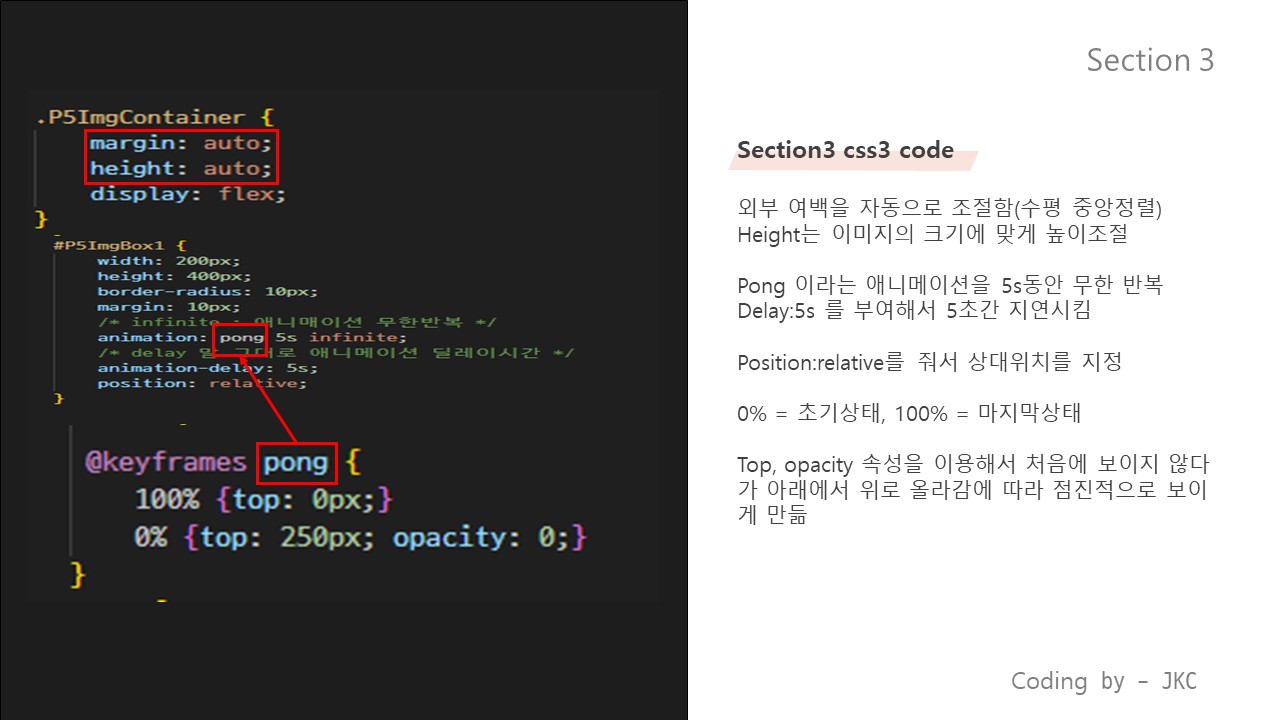 .P5ImgContainer {
margin: auto;
height: auto;
display: flex;
}
#P5ImgBox1 {
width: 200px;
height: 400px;
border-radius: 10px;
margin: 10px;
/* infinite : 애니매이션 무한반복 */
animation: pong 5s infinite;
/* delay 말 그대로 애니메이션 딜레이시간 */
animation-delay: 5s;
position: relative;
}
@keyframes pong {
100% {top: 0px;}
0% {top: 250px; opacity: 0;}
}
Section 3
Section3 css3 code
외부 여백을 자동으로 조절함(수평 중앙정렬)
Height는 이미지의 크기에 맞게 높이조절
Pong 이라는 애니메이션을 5s동안 무한 반복
Delay:5s 를 부여해서 5초간 지연시킴
Position:relative를 줘서 상대위치를 지정
0% = 초기상태, 100% = 마지막상태
Top, opacity 속성을 이용해서 처음에 보이지 않다
가 아래에서 위로 올라감에 따라 점진적으로 보이
게 만듦
Coding by – JKC